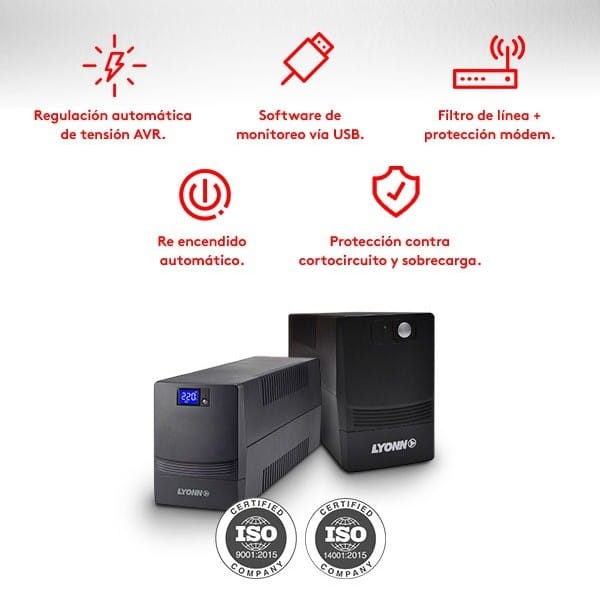 Regulación automática
de tensión AVR.
Software de
monitoreo vía USB.
Filtro de línea +
protección módem.
Re encendido
automático.
Protección contra
cortocircuito y sobrecarga.
220
LYONN
LYONN
CERTIFIED
ISO
9001:2015
COMPANY
CERTIFIED
ISO
14001:2015
COMPANY